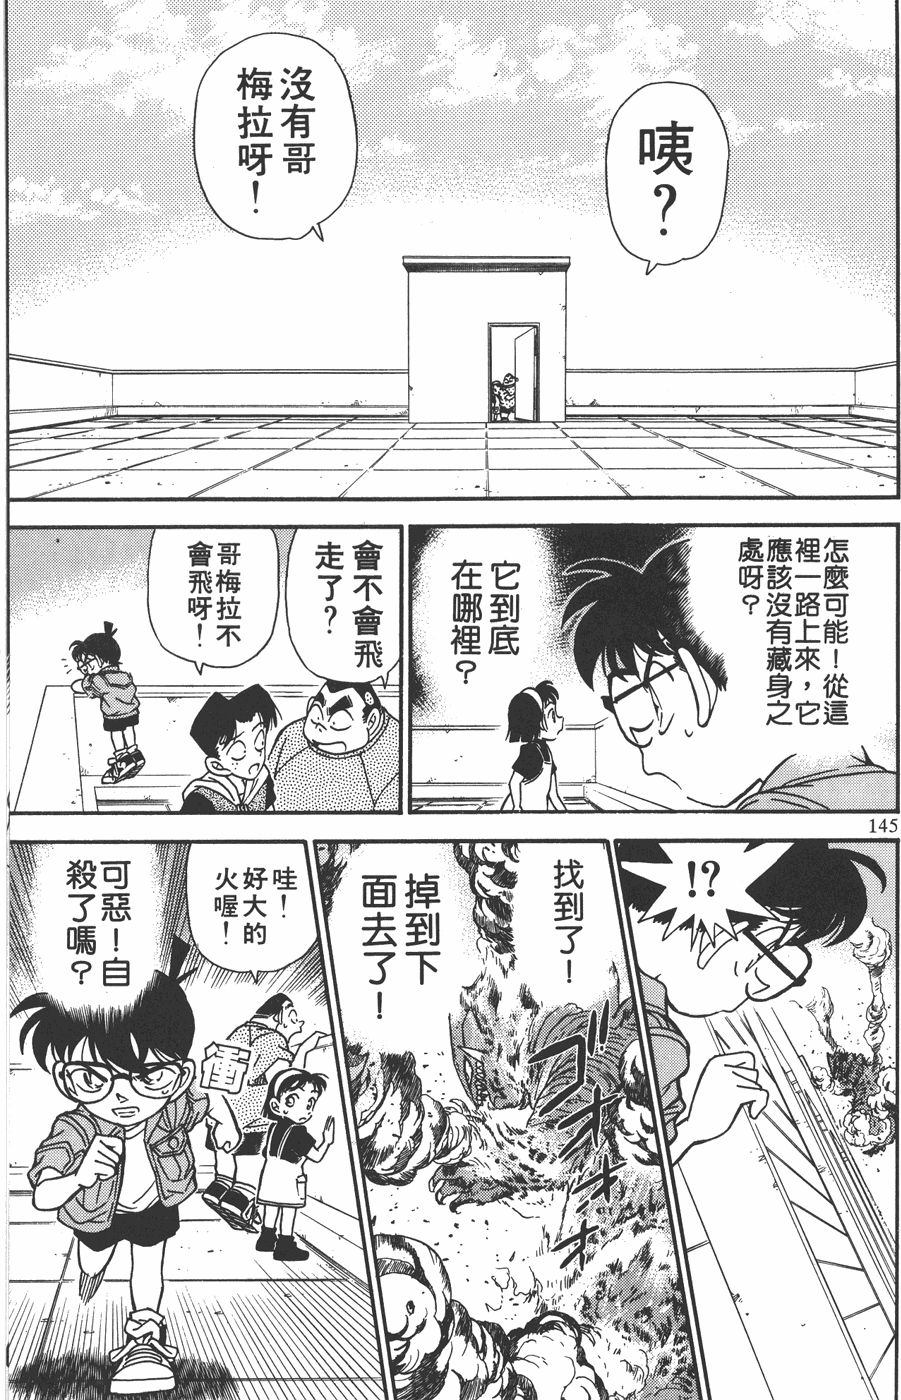 咦?
沒有哥
梅拉呀!
怎麼可能!從這
裡一路上來,它
應該沒有藏身之
處呀?
它到底
在哪裡?
會不會飛
走了?
哥梅拉不
會飛呀!
145
!?
找到了!
掉到下
面去了!
ゴオオオ
哇!
好大的
火喔!
可惡!自
殺了嗎?
衝